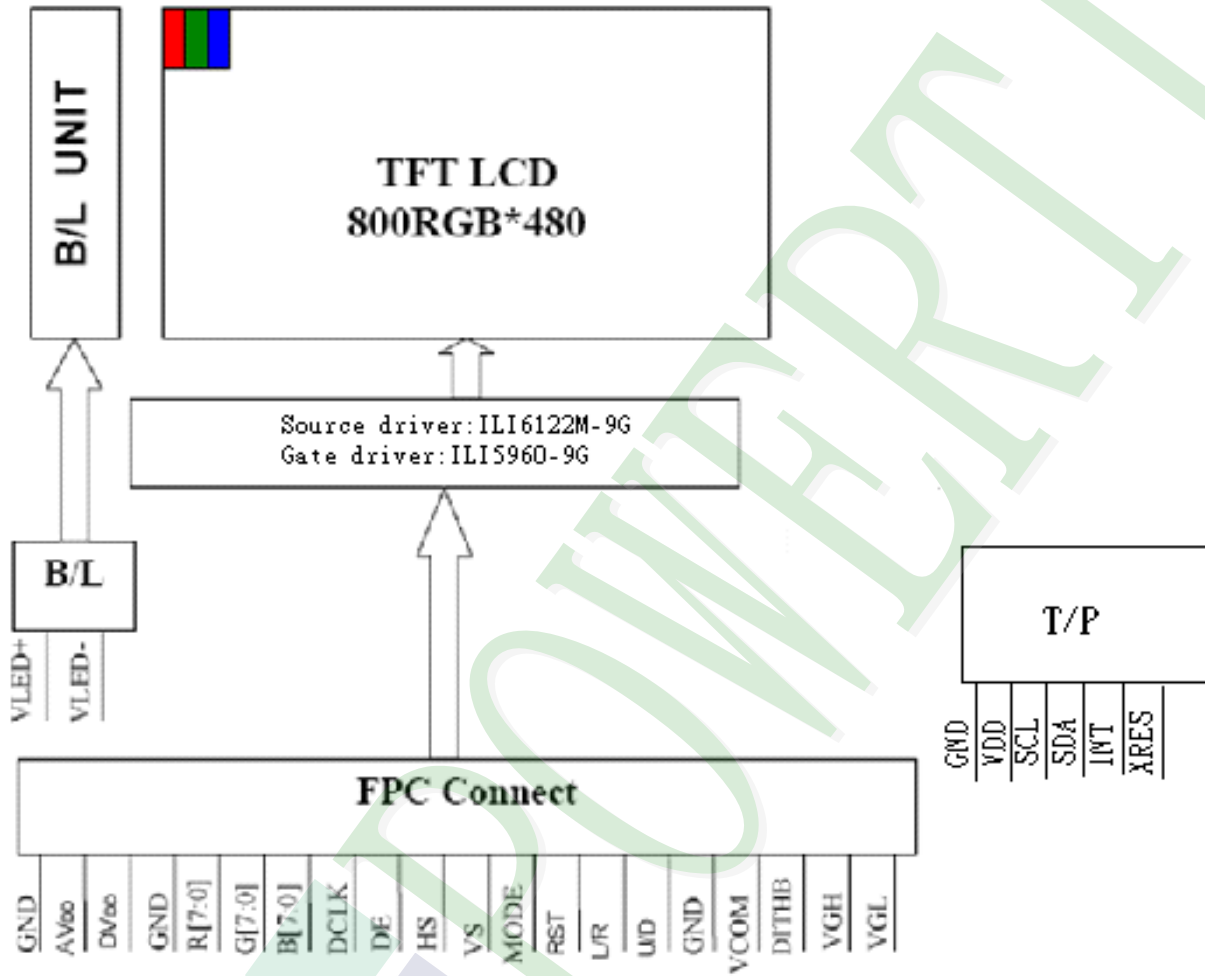 B/L UNIT
TFT LCD
800RGB*480
Source driver:ILI6122M-9G
Gate driver:ILI5960-9G
B/L
VLED+
VLED-
T/P
GND
VDD
SCL
SDA
INT
XRES
FPC Connect
GND
AVDD
DVDD
GND
R[7:0]
G[7:0]
B[7:0]
DCLK
DE
HS
VS
MODE
RST
L/R
U/D
GND
VCOM
DITHB
VGH
VGL
POWERT